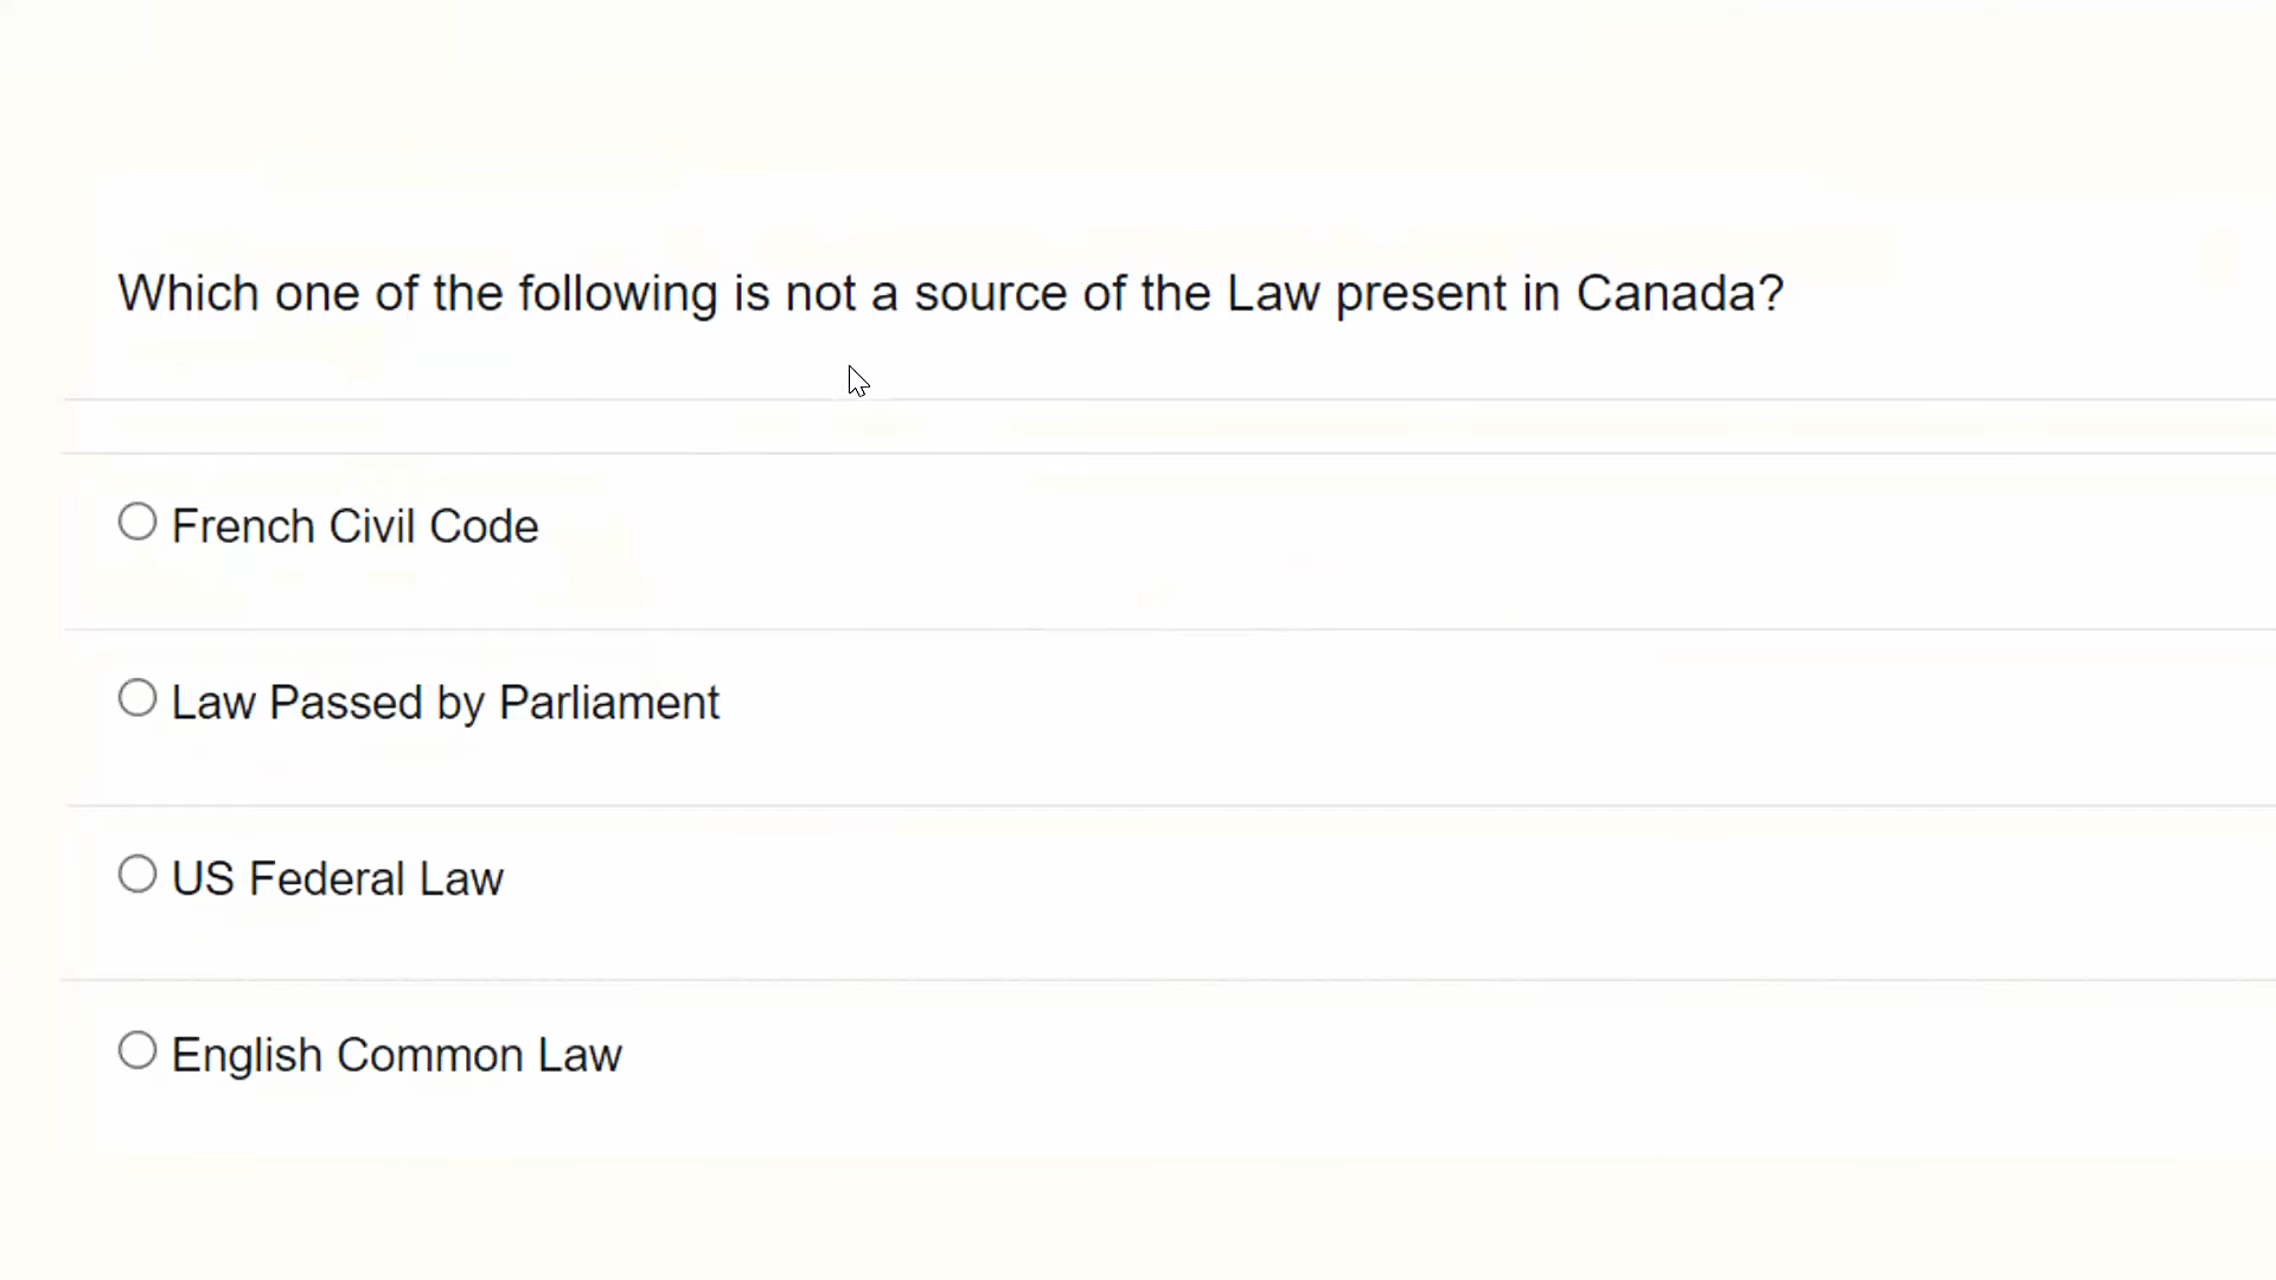 Which one of the following is not a source of the Law present in Canada?
French Civil Code
Law Passed by Parliament
US Federal Law
English Common Law